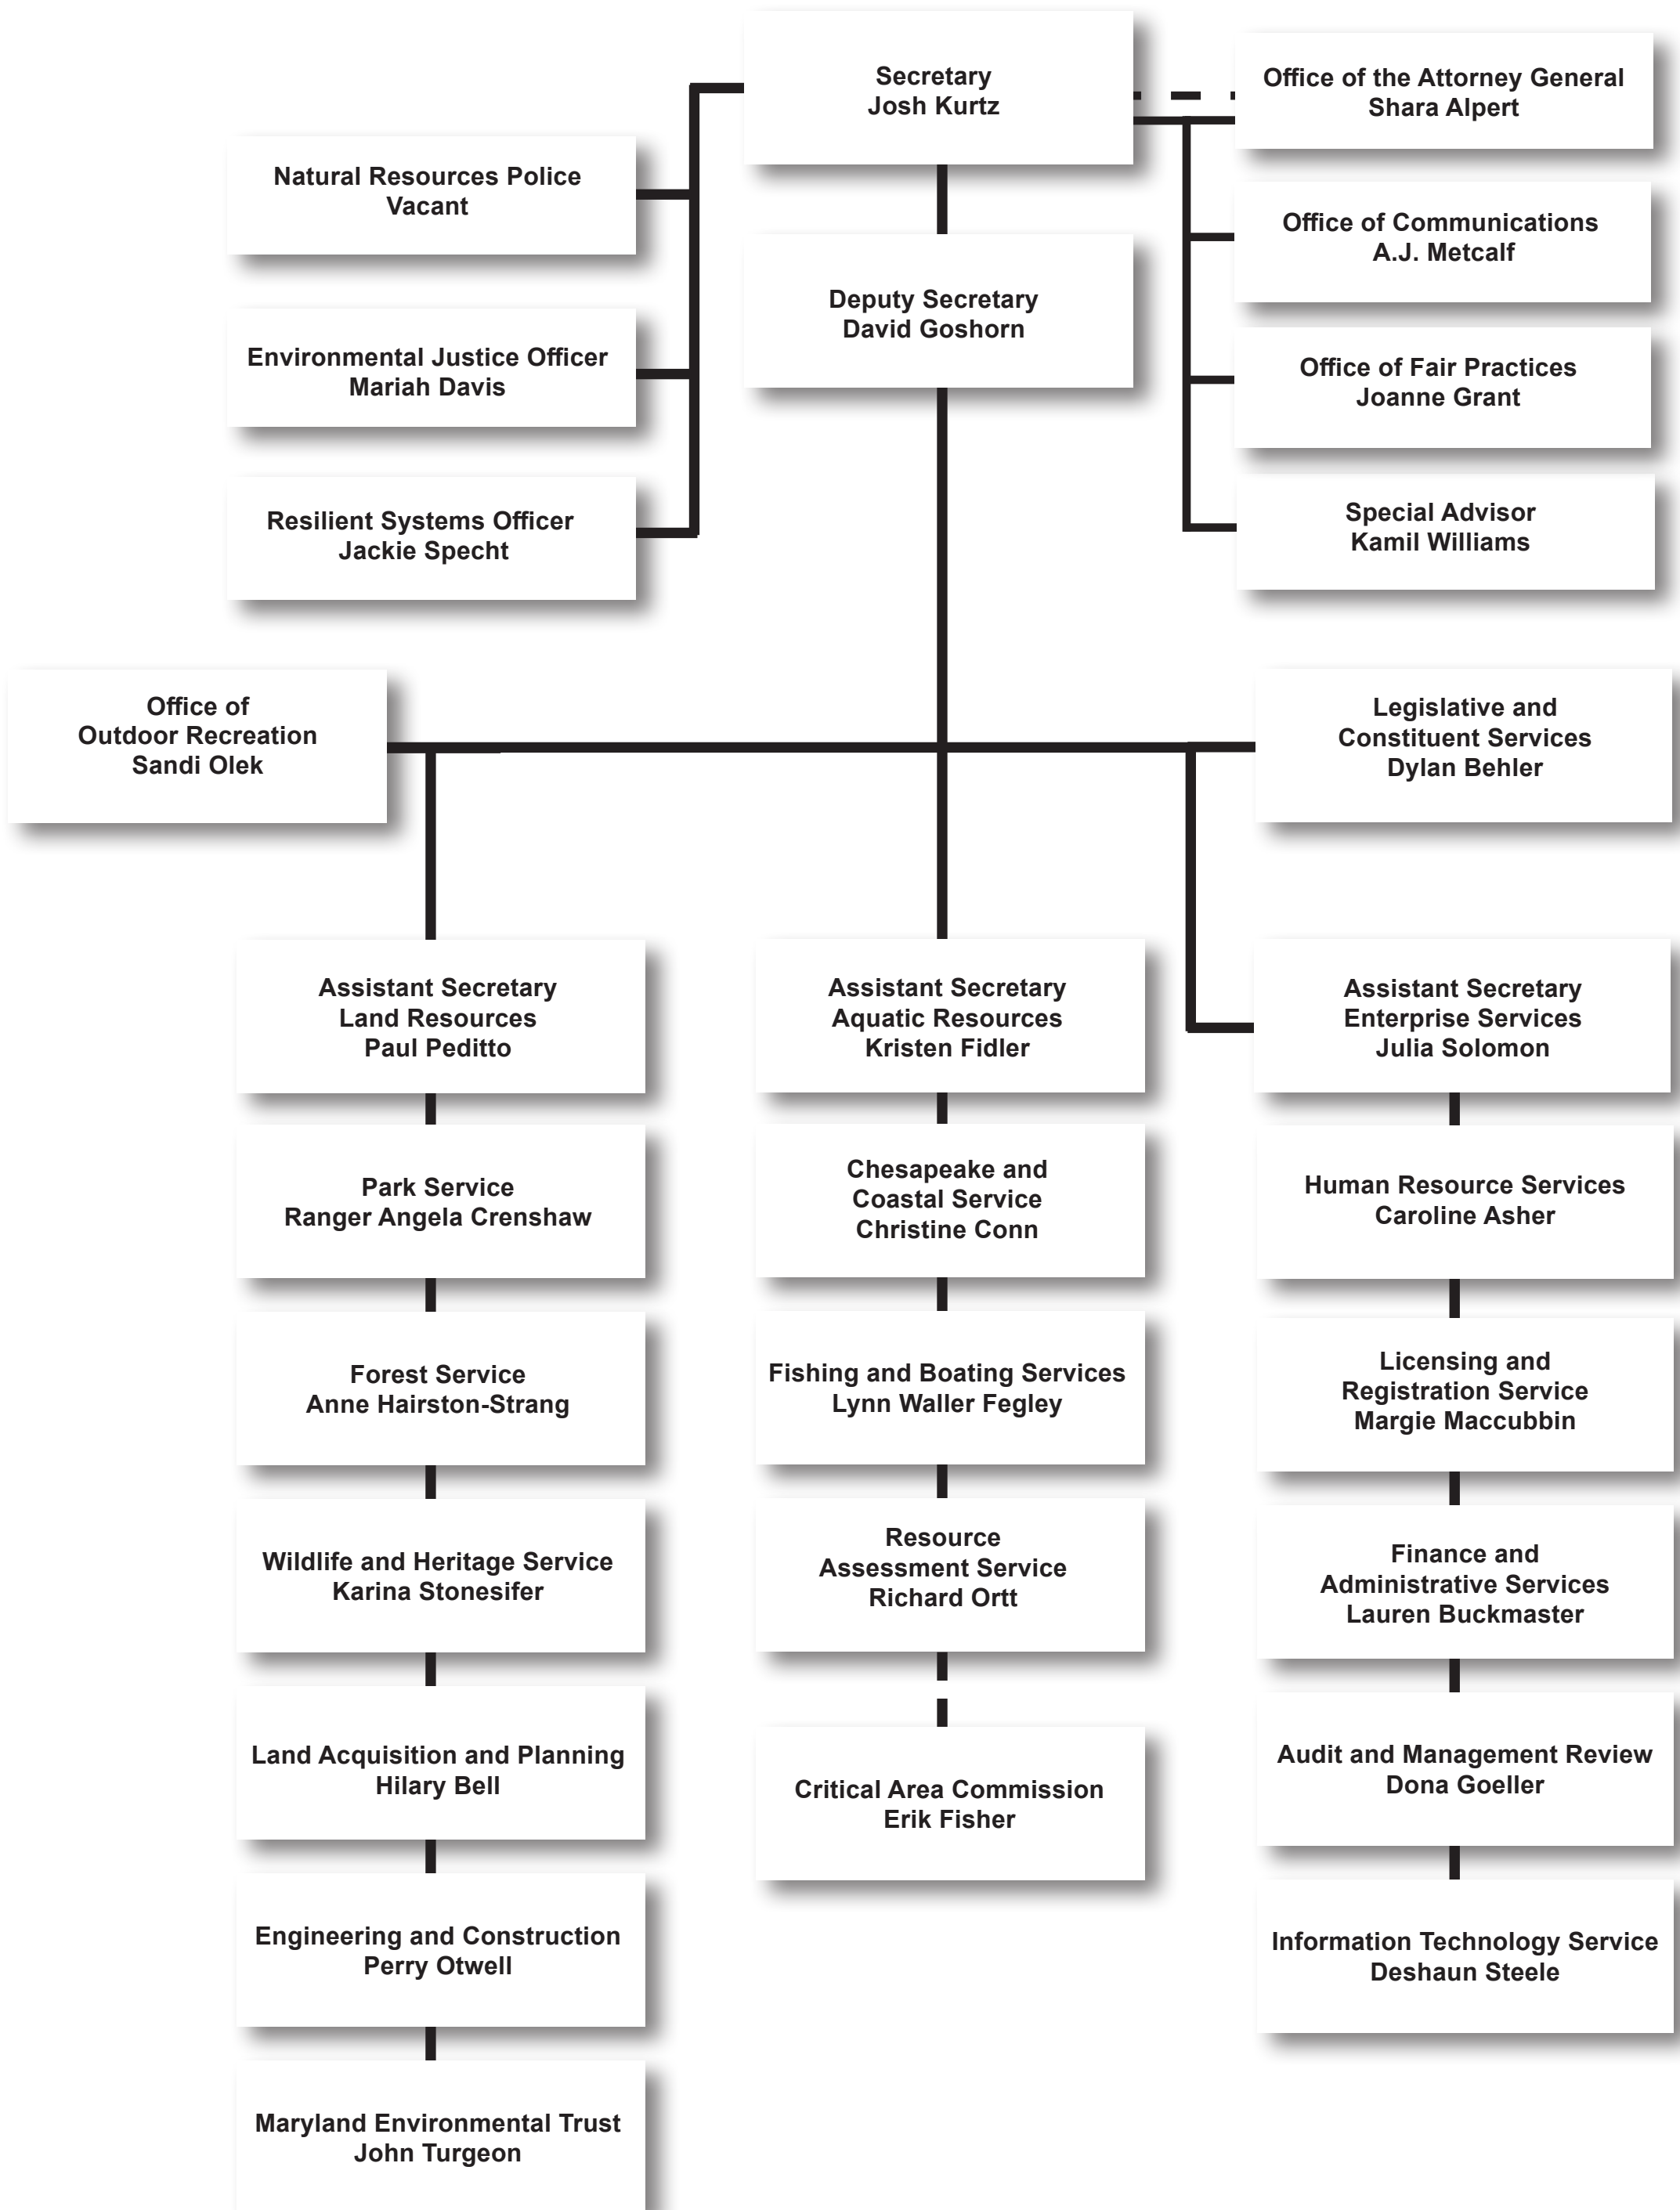 Secretary
Josh Kurtz
Office of the Attorney General
Shara Alpert
Natural Resources Police
Vacant
Office of Communications
A.J. Metcalf
Deputy Secretary
David Goshorn
Environmental Justice Officer
Mariah Davis
Office of Fair Practices
Joanne Grant
Resilient Systems Officer
Jackie Specht
Special Advisor
Kamil Williams
Office of
Outdoor Recreation
Sandi Olek
Legislative and
Constituent Services
Dylan Behler
Assistant Secretary
Land Resources
Paul Peditto
Park Service
Ranger Angela Crenshaw
Forest Service
Anne Hairston-Strang
Wildlife and Heritage Service
Karina Stonesifer
Land Acquisition and Planning
Hilary Bell
Engineering and Construction
Perry Otwell
Maryland Environmental Trust
John Turgeon
Assistant Secretary
Aquatic Resources
Kristen Fidler
Chesapeake and
Coastal Service
Christine Conn
Fishing and Boating Services
Lynn Waller Fegley
Resource
Assessment Service
Richard Ortt
Critical Area Commission
Erik Fisher
Assistant Secretary
Enterprise Services
Julia Solomon
Human Resource Services
Caroline Asher
Licensing and
Registration Service
Margie Maccubbin
Finance and
Administrative Services
Lauren Buckmaster
Audit and Management Review
Dona Goeller
Information Technology Service
Deshaun Steele